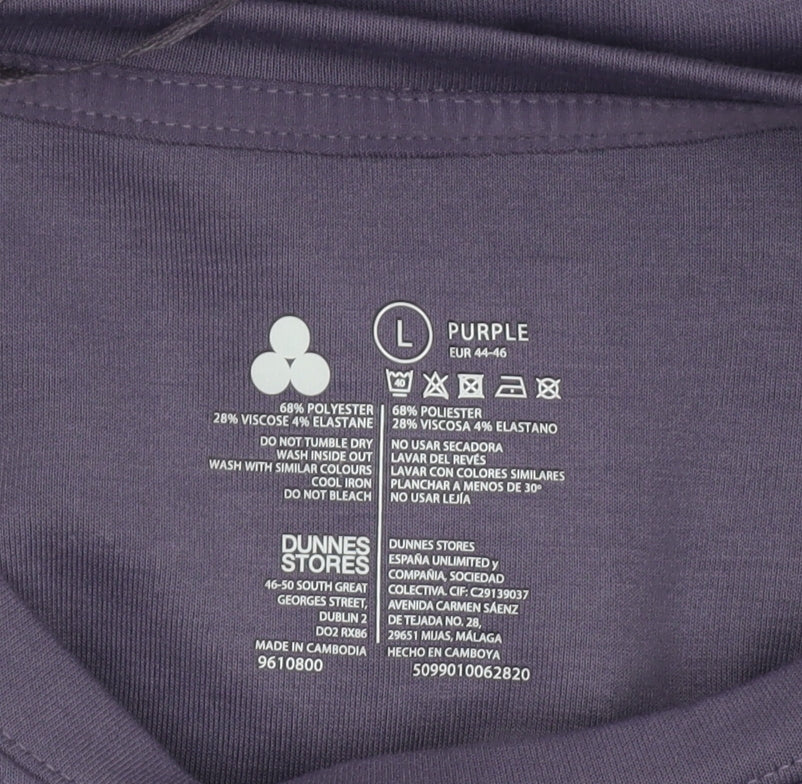 L
PURPLE
EUR 44-46
40
68% POLYESTER
28% VISCOSE 4% ELASTANE
DO NOT TUMBLE DRY
WASH INSIDE OUT
WASH WITH SIMILAR COLOURS
COOL IRON
DO NOT BLEACH
DUNNES
STORES
46-50 SOUTH GREAT
GEORGES STREET,
DUBLIN 2
DO2 RX86
MADE IN CAMBODIA
9610800
68% POLIESTER
28% VISCOSA 4% ELASTANO
NO USAR SECADORA
LAVAR DEL REVÉS
LAVAR CON COLORES SIMILARES
PLANCHAR A MENOS DE 30º
NO USAR LEJÍA
DUNNES STORES
ESPAÑA UNLIMITED y
COMPAÑIA, SOCIEDAD
COLECTIVA. CIF: C29139037
AVENIDA CARMEN SÁENZ
DE TEJADA NO. 28,
29651 MIJAS, MÁLAGA
HECHO EN CAMBOYA
5099010062820